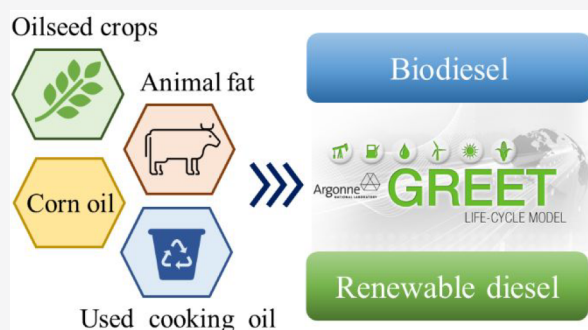 Oilseed crops
Animal fat
Corn oil
Used cooking oil
Biodiesel
Argonne
NATIONAL LABORATORY
GREET
LIFE-CYCLE MODEL
Renewable diesel